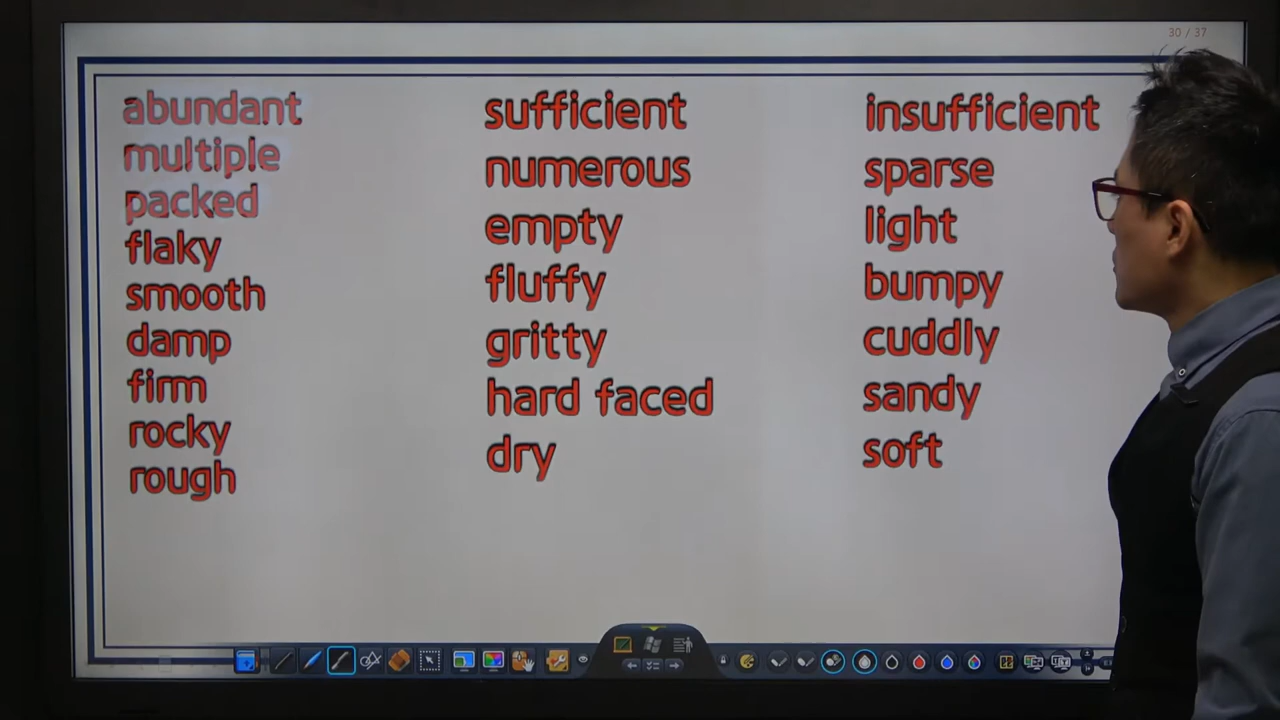 30 / 37
abundant
multiple
packed
flaky
smooth
damp
firm
rocky
rough
sufficient
numerous
empty
fluffy
gritty
hard faced
dry
insufficient
sparse
light
bumpy
cuddly
sandy
soft